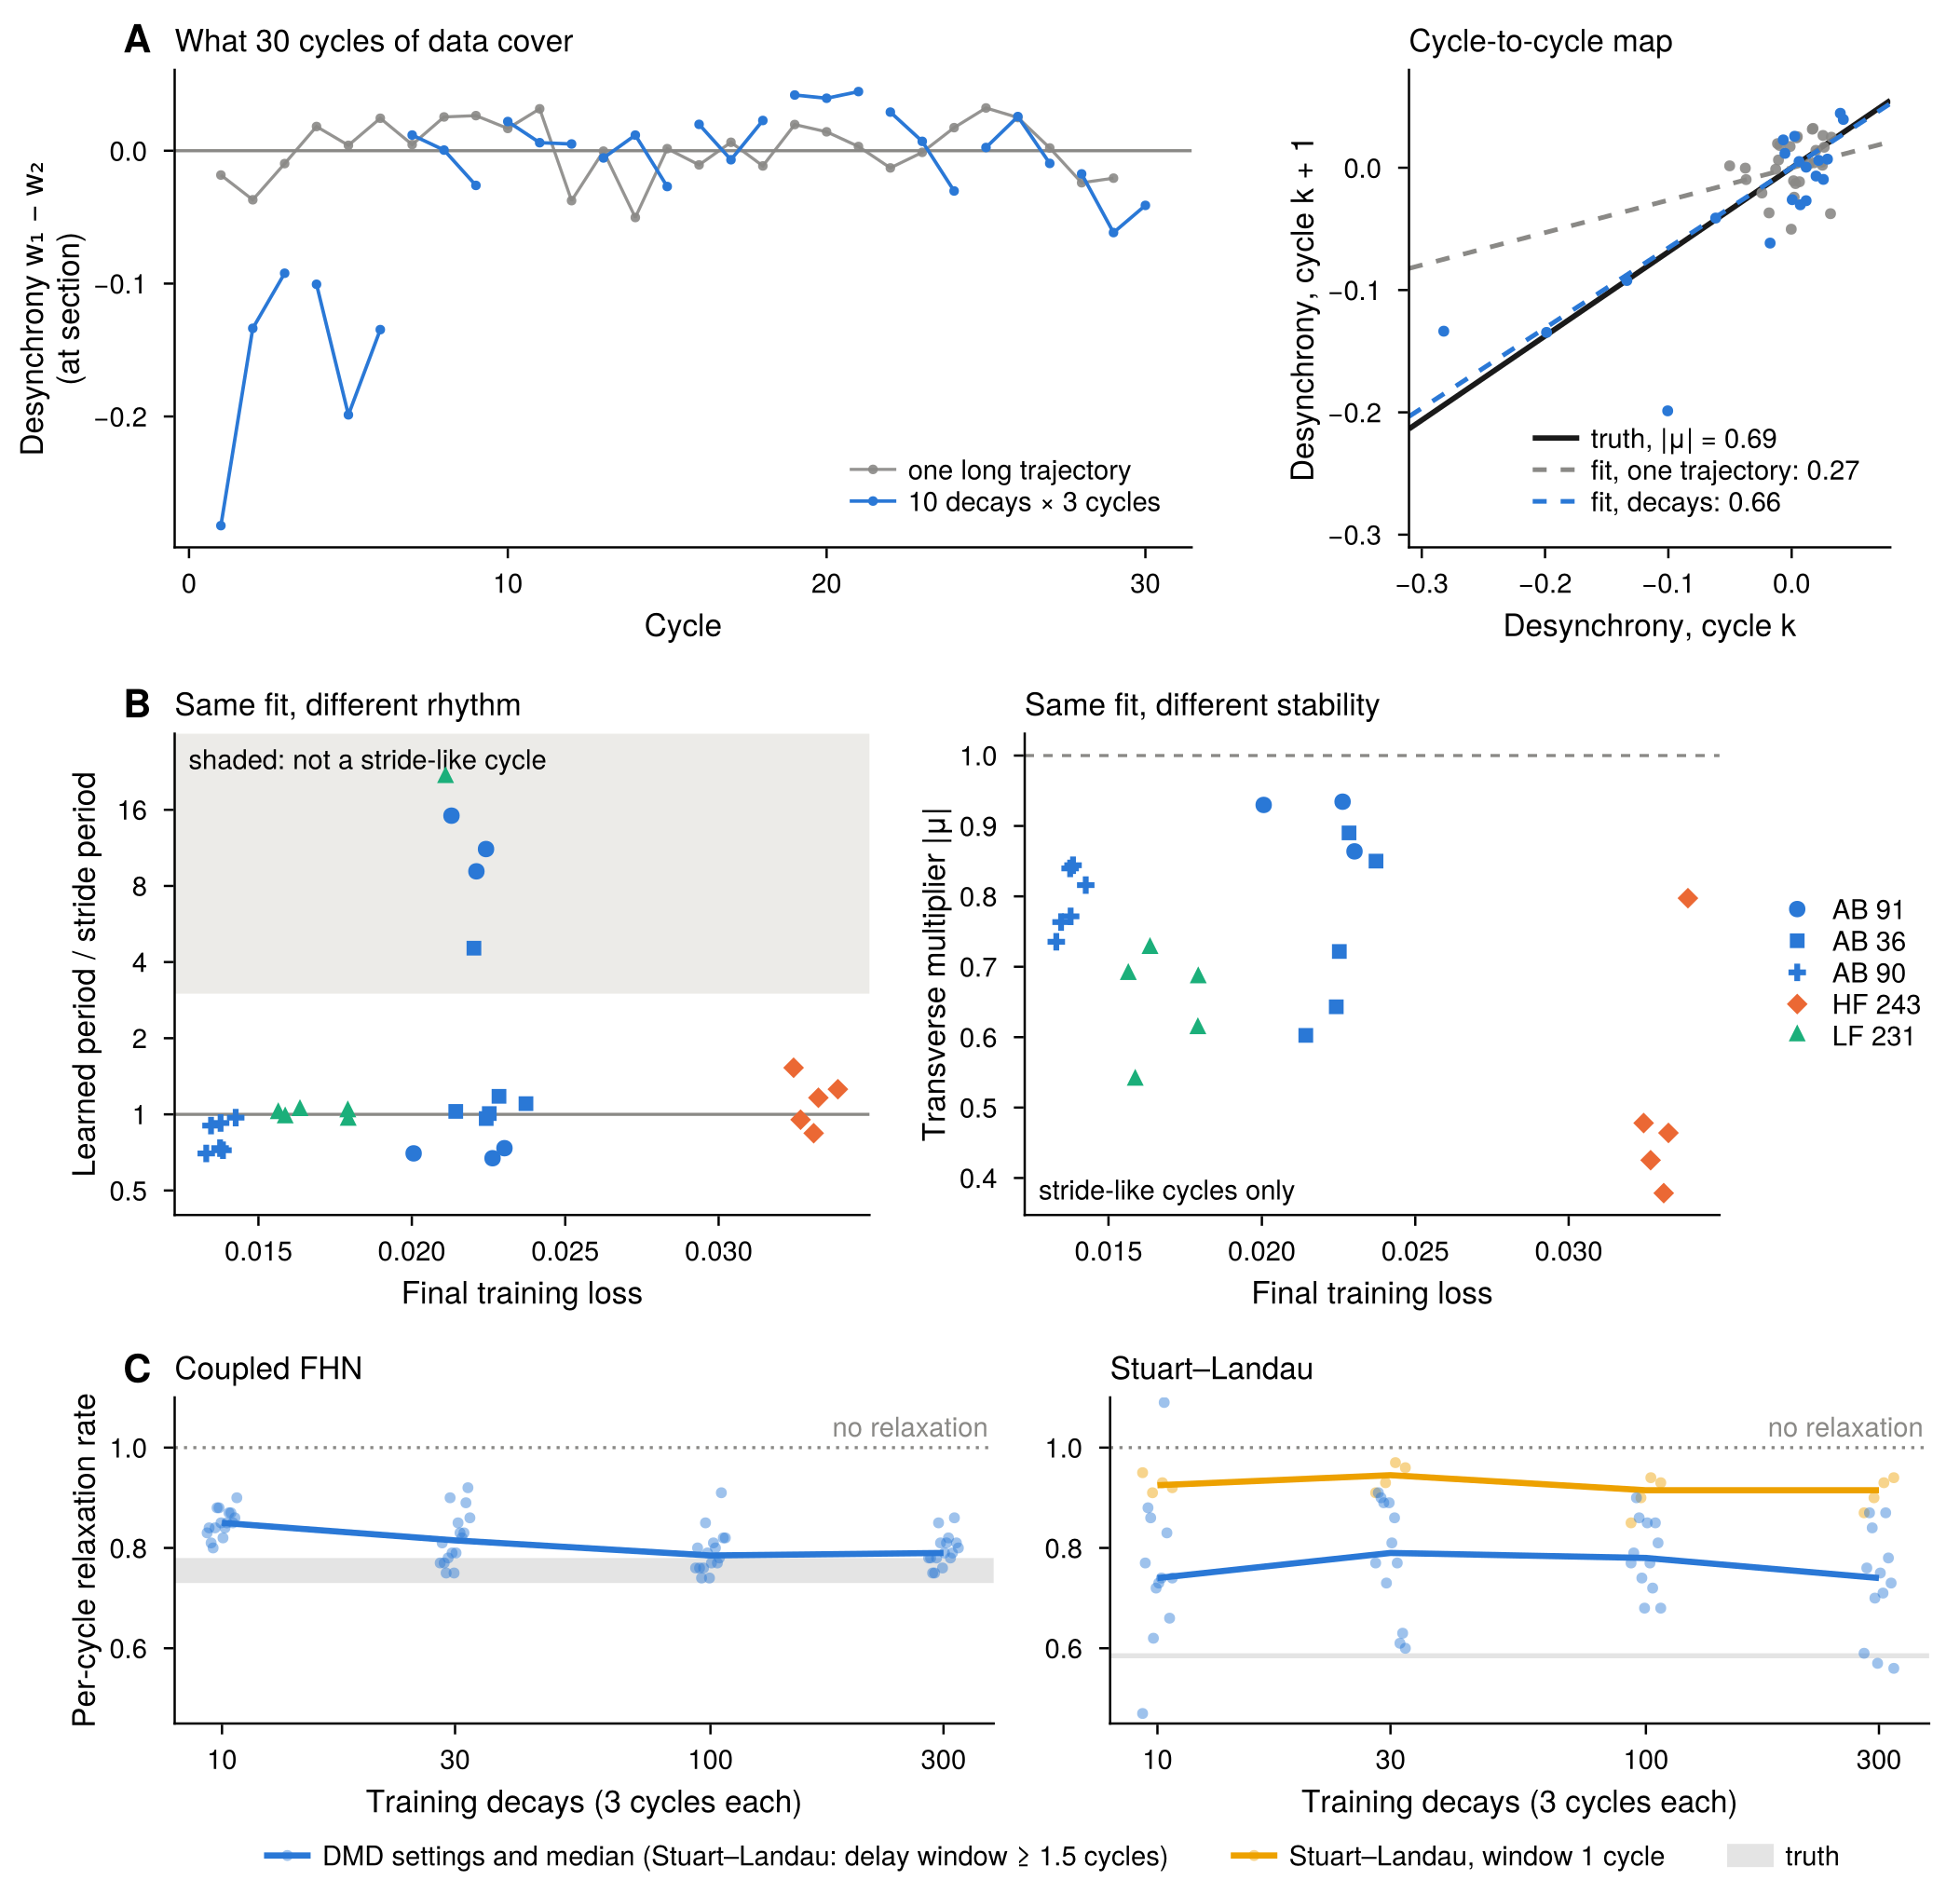 A What 30 cycles of data cover
Desynchrony w₁ − w₂
(at section)
0.0
−0.1
−0.2
0 10 20 30
Cycle
one long trajectory
10 decays × 3 cycles
Cycle-to-cycle map
Desynchrony, cycle k + 1
0.0
−0.1
−0.2
−0.3
−0.3 −0.2 −0.1 0.0
Desynchrony, cycle k
truth, |μ| = 0.69
fit, one trajectory: 0.27
fit, decays: 0.66
B Same fit, different rhythm
shaded: not a stride-like cycle
Learned period / stride period
16
8
4
2
1
0.5
0.015 0.020 0.025 0.030
Final training loss
Same fit, different stability
Transverse multiplier |μ|
1.0
0.9
0.8
0.7
0.6
0.5
0.4
stride-like cycles only
0.015 0.020 0.025 0.030
Final training loss
AB 91
AB 36
AB 90
HF 243
LF 231
C Coupled FHN
Per-cycle relaxation rate
no relaxation
1.0
0.8
0.6
10 30 100 300
Training decays (3 cycles each)
Stuart–Landau
no relaxation
1.0
0.8
0.6
10 30 100 300
Training decays (3 cycles each)
DMD settings and median (Stuart–Landau: delay window ≥ 1.5 cycles)
Stuart–Landau, window 1 cycle
truth